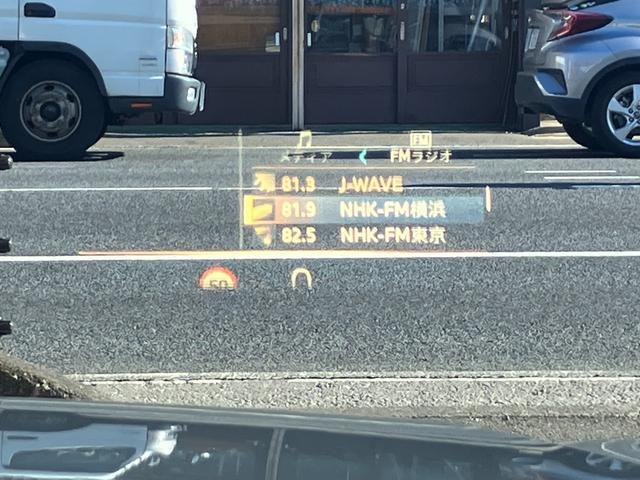 メディア FM
FMラジオ
81.3 J-WAVE
81.9 NHK-FM横浜
82.5 NHK-FM東京
50